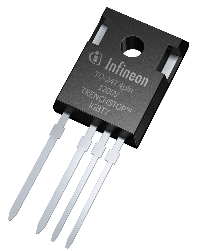 infineon
TO-247 4pin
1200V
TRENCHSTOP™
IGBT7